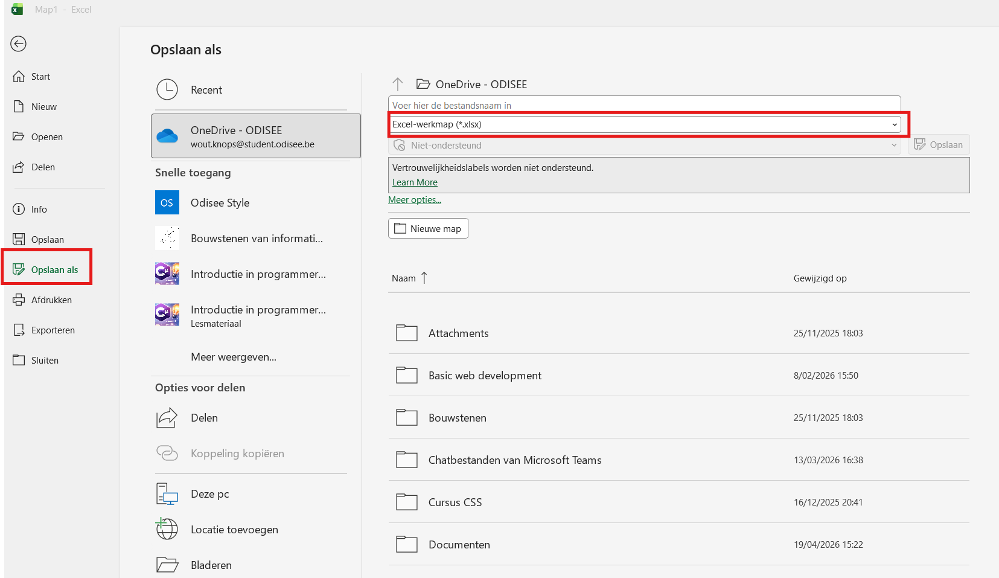 Map1 - Excel
Start
Nieuw
Openen
Delen
Info
Opslaan
Opslaan als
Afdrukken
Exporteren
Sluiten
Opslaan als
Recent
OneDrive - ODISEE
wout.knops@student.odisee.be
Snelle toegang
OS
Odisee Style
Bouwstenen van informati...
C#
Introductie in programmer...
C#
Introductie in programmer...
Lesmateriaal
Meer weergeven...
Opties voor delen
Delen
Koppeling kopiëren
Deze pc
Locatie toevoegen
Bladeren
OneDrive - ODISEE
Voer hier de bestandsnaam in
Excel-werkmap (*.xlsx)
Niet-ondersteund
Opslaan
Vertrouwelijkheidslabels worden niet ondersteund.
Learn More
Meer opties...
Nieuwe map
Naam ↑ Gewijzigd op
Attachments 25/11/2025 18:03
Basic web development 8/02/2026 15:50
Bouwstenen 25/11/2025 18:03
Chatbestanden van Microsoft Teams 13/03/2026 16:38
Cursus CSS 16/12/2025 20:41
Documenten 19/04/2026 15:22